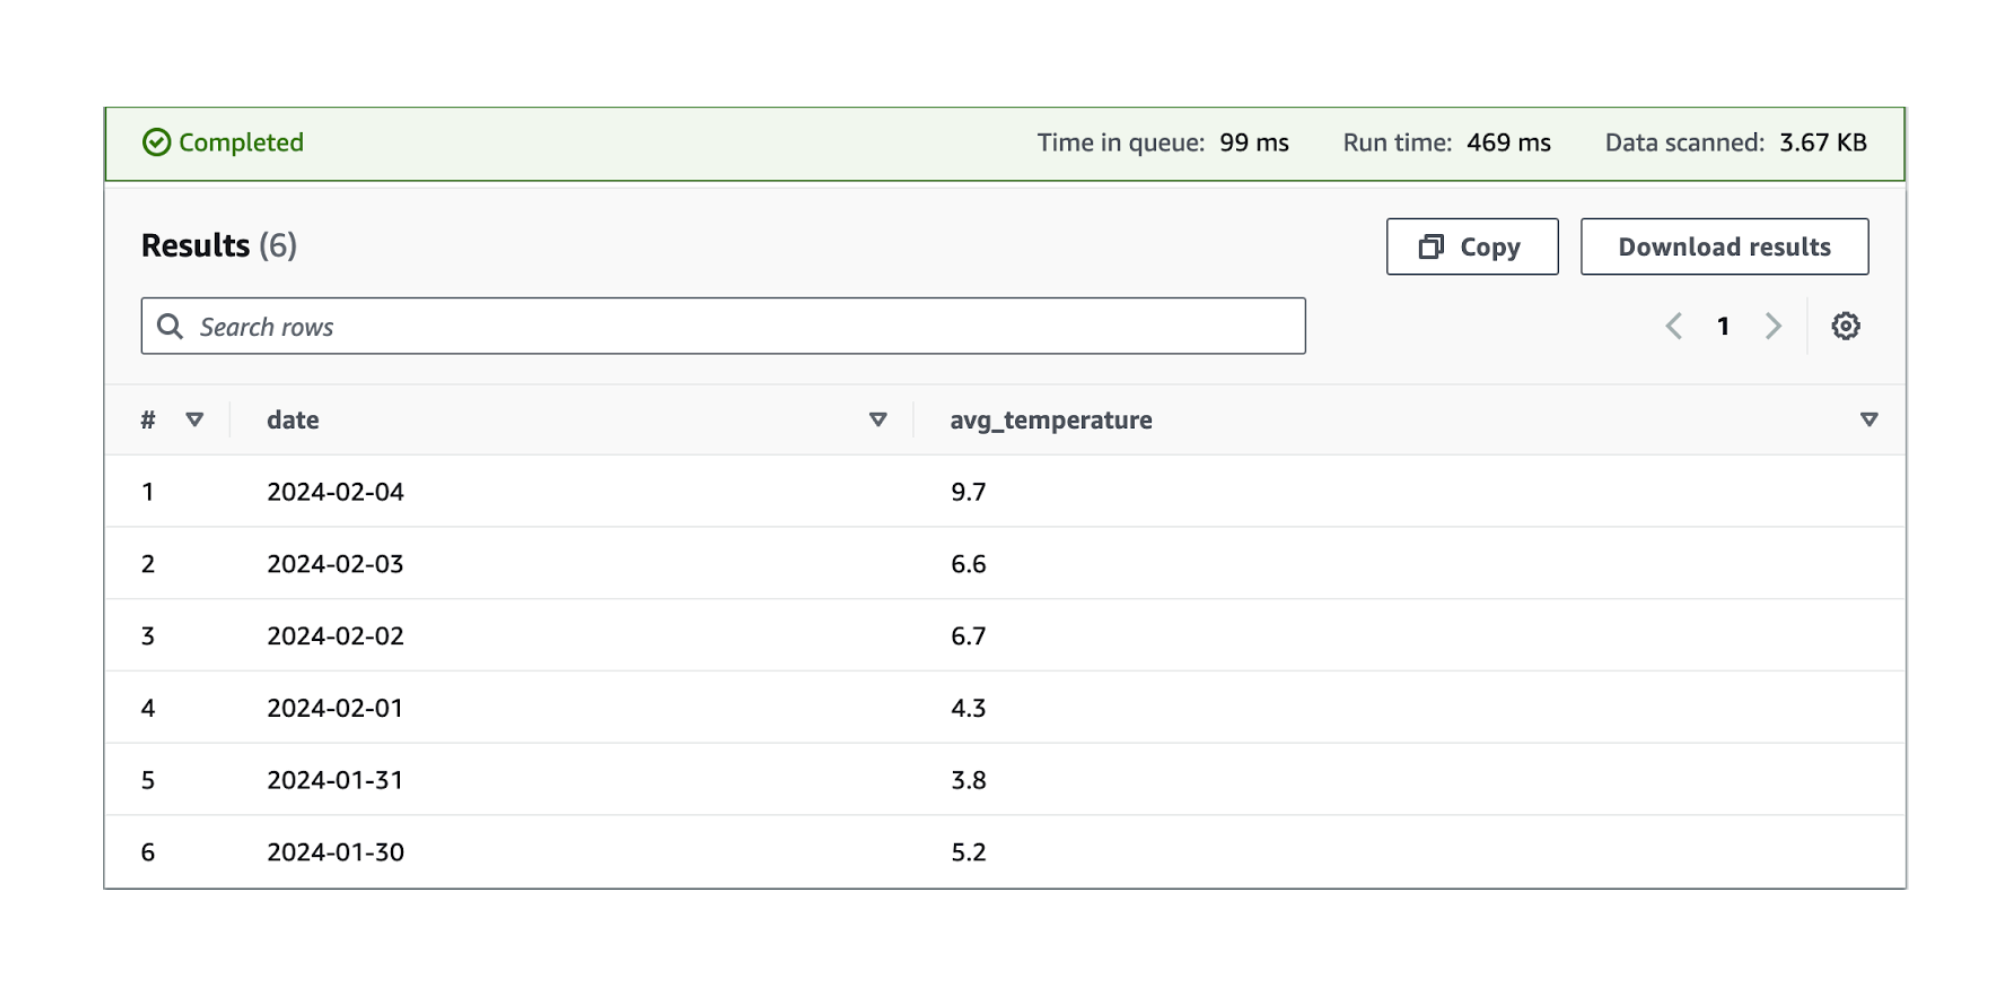 Completed Time in queue: 99 ms Run time: 469 ms Data scanned: 3.67 KB
Results (6) Copy Download results
Search rows 1
# date avg_temperature
1 2024-02-04 9.7
2 2024-02-03 6.6
3 2024-02-02 6.7
4 2024-02-01 4.3
5 2024-01-31 3.8
6 2024-01-30 5.2